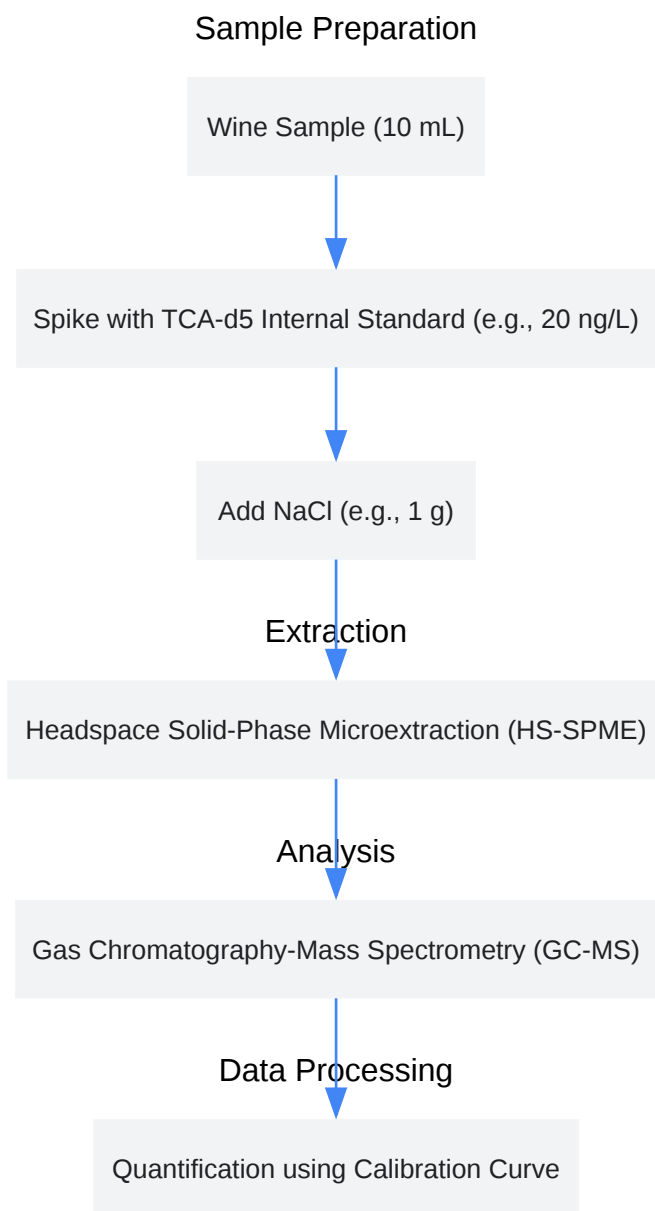 Sample Preparation
Wine Sample (10 mL)
Spike with TCA-d5 Internal Standard (e.g., 20 ng/L)
Add NaCl (e.g., 1 g)
Extraction
Headspace Solid-Phase Microextraction (HS-SPME)
Analysis
Gas Chromatography-Mass Spectrometry (GC-MS)
Data Processing
Quantification using Calibration Curve